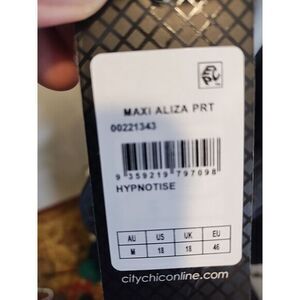 MAXI ALIZA PRT
00221343
9 359219 797098
HYPNOTISE
AU US UK EU
M 18 18 46
citychiconline.com